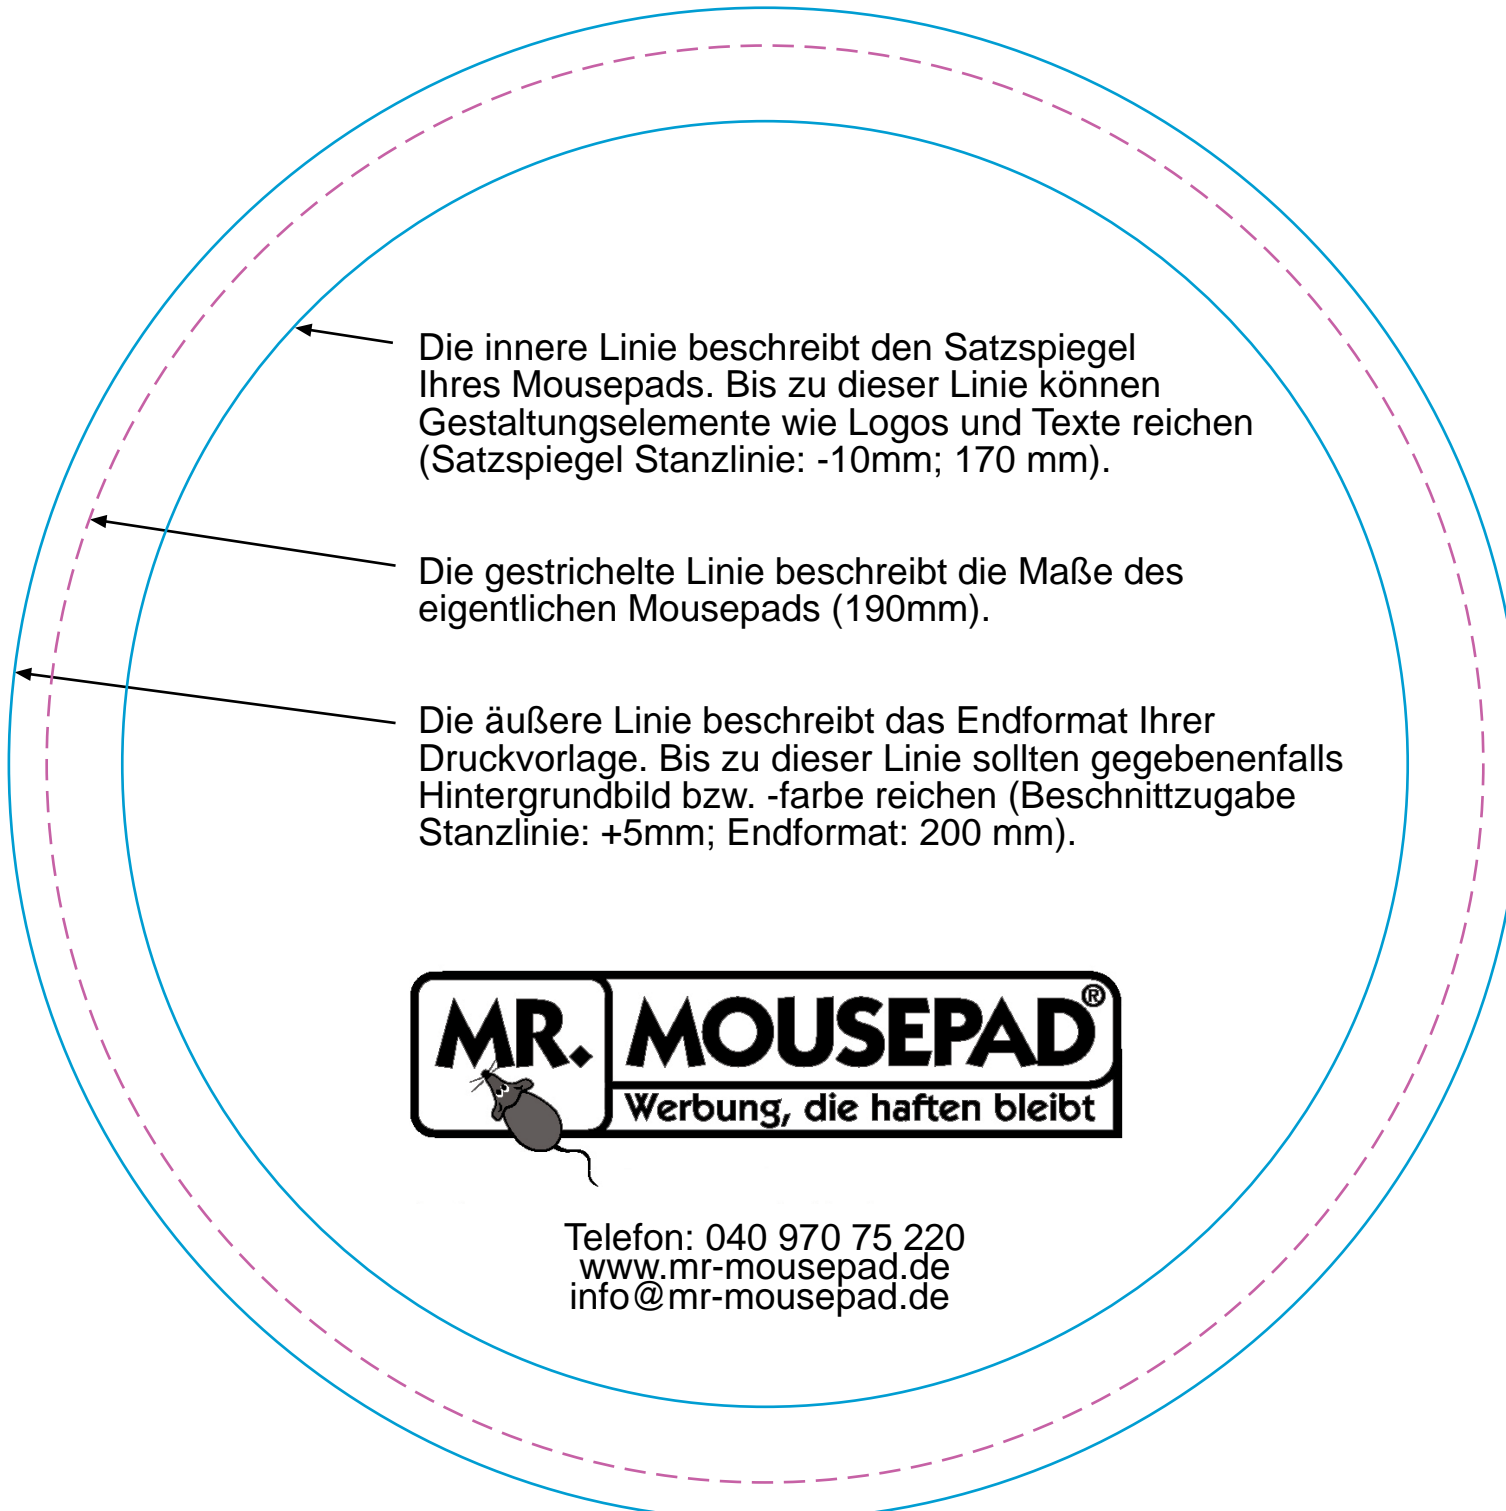 Die innere Linie beschreibt den Satzspiegel
Ihres Mousepads. Bis zu dieser Linie können
Gestaltungselemente wie Logos und Texte reichen
(Satzspiegel Stanzlinie: -10mm; 170 mm).
Die gestrichelte Linie beschreibt die Maße des
eigentlichen Mousepads (190mm).
Die äußere Linie beschreibt das Endformat Ihrer
Druckvorlage. Bis zu dieser Linie sollten gegebenenfalls
Hintergrundbild bzw. -farbe reichen (Beschnittzugabe
Stanzlinie: +5mm; Endformat: 200 mm).
MR. MOUSEPAD®
Werbung, die haften bleibt
Telefon: 040 970 75 220
www.mr-mousepad.de
info@mr-mousepad.de